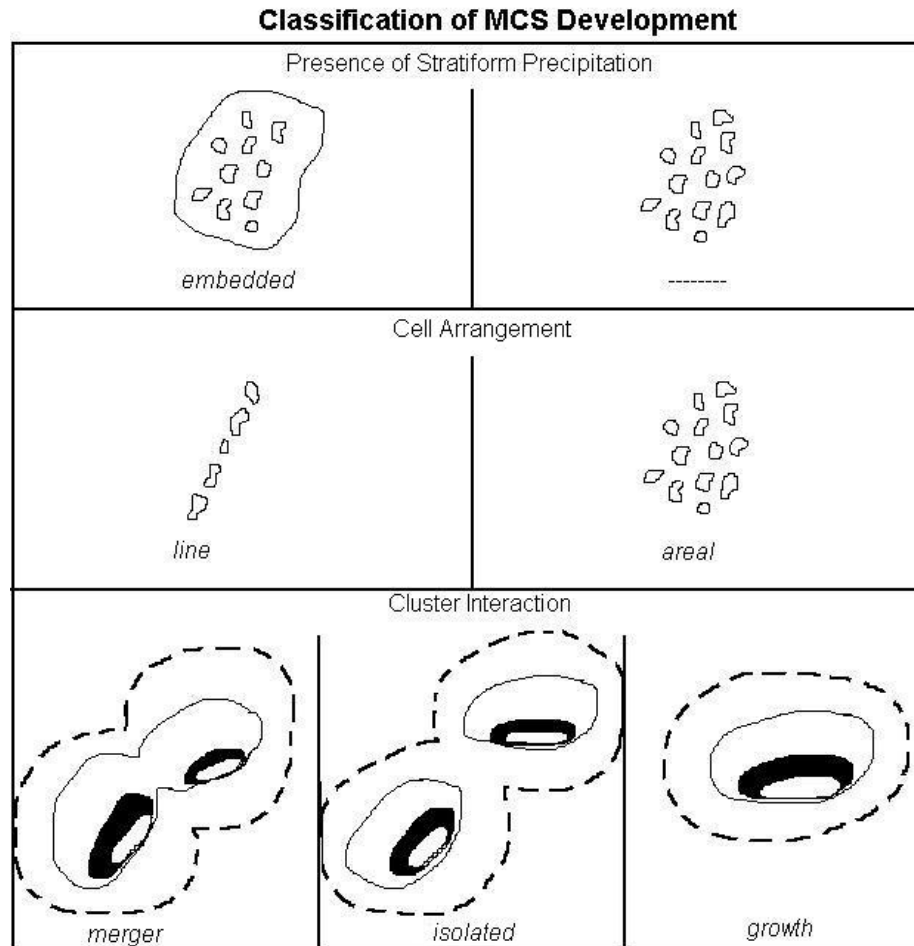 Classification of MCS Development
Presence of Stratiform Precipitation
embedded
--------
Cell Arrangement
line
areal
Cluster Interaction
merger
isolated
growth